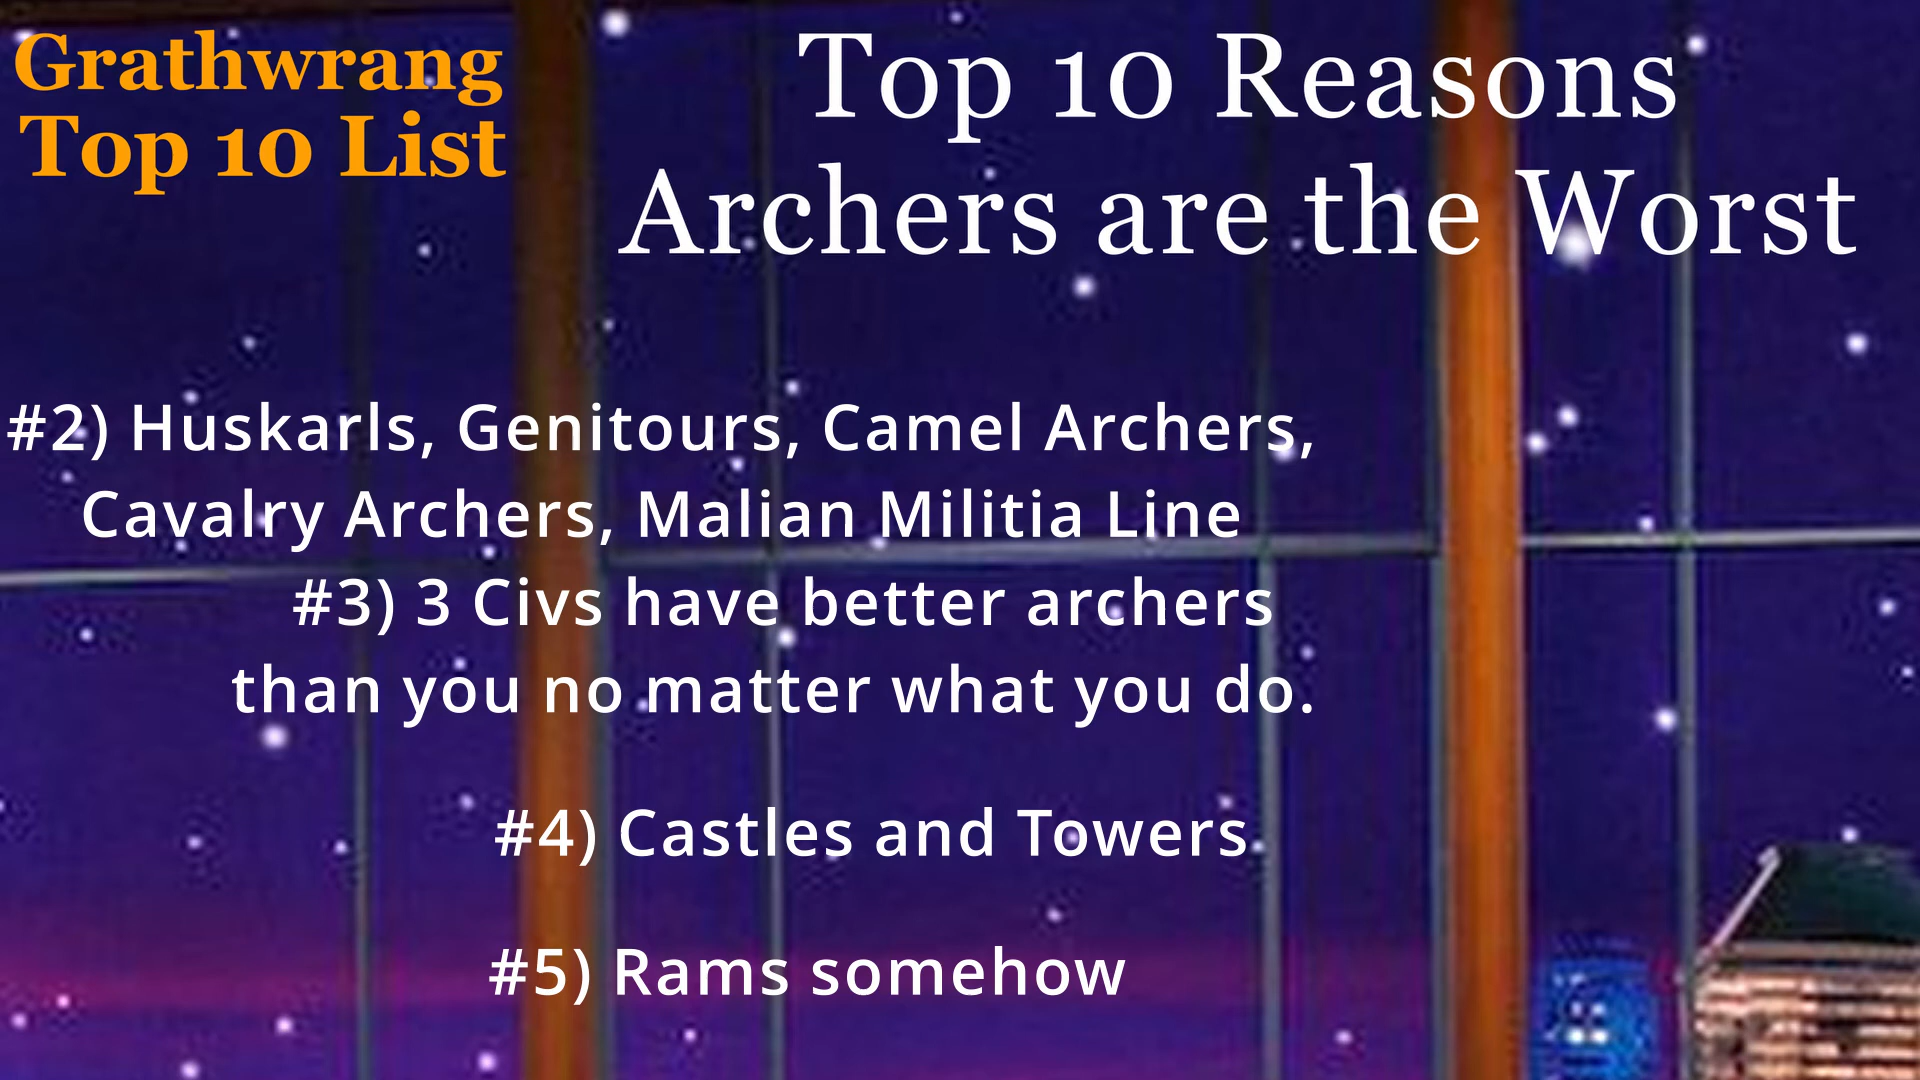 Grathwrang
Top 10 List
Top 10 Reasons
Archers are the Worst
#2) Huskarls, Genitours, Camel Archers,
Cavalry Archers, Malian Militia Line
#3) 3 Civs have better archers
than you no matter what you do.
#4) Castles and Towers
#5) Rams somehow